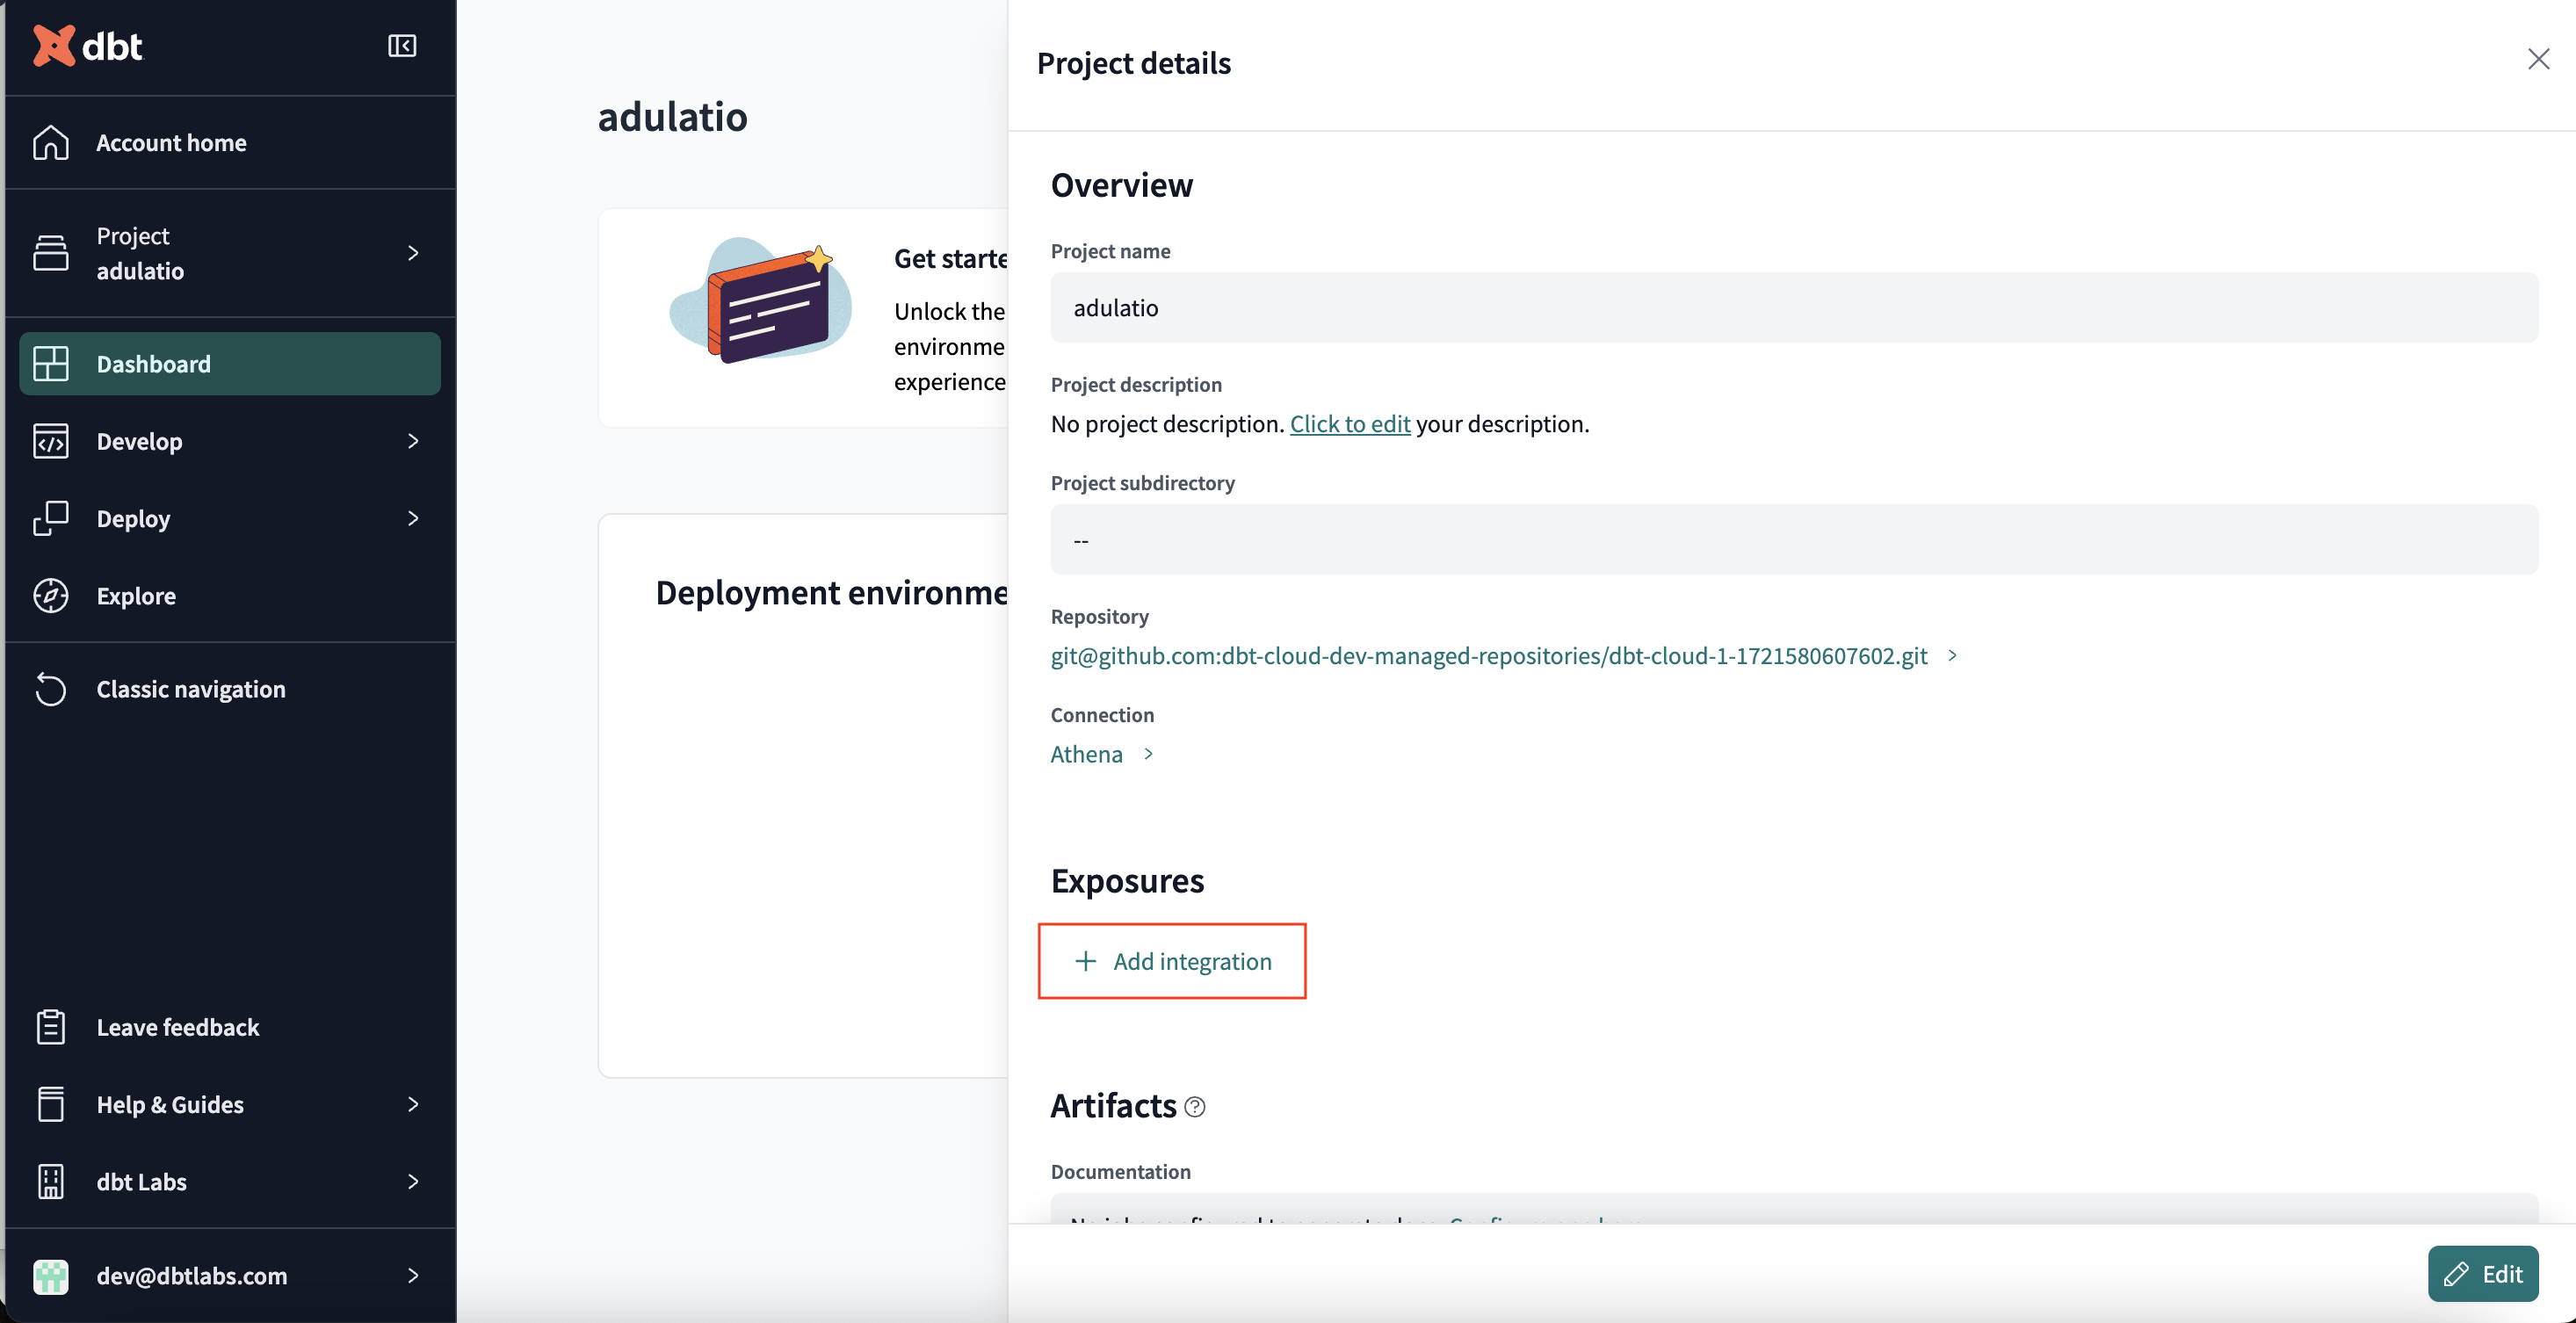 dbt
Account home
Project
adulatio
Dashboard
Develop
Deploy
Explore
Classic navigation
Leave feedback
Help & Guides
dbt Labs
dev@dbtlabs.com
adulatio
Get starte
Unlock the
environme
experience
Deployment environme
Project details
Overview
Project name
adulatio
Project description
No project description. Click to edit your description.
Project subdirectory
--
Repository
git@github.com:dbt-cloud-dev-managed-repositories/dbt-cloud-1-1721580607602.git
Connection
Athena
Exposures
+ Add integration
Artifacts
Documentation
Edit